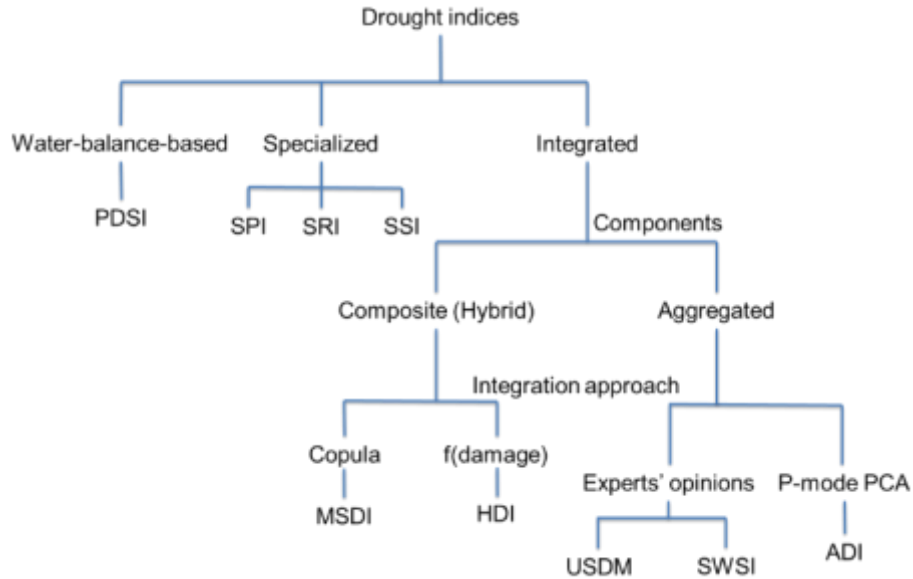 Drought indices
Water-balance-based
Specialized
Integrated
PDSI
SPI
SRI
SSI
Components
Composite (Hybrid)
Aggregated
Integration approach
Copula
f(damage)
Experts' opinions
P-mode PCA
MSDI
HDI
USDM
SWSI
ADI